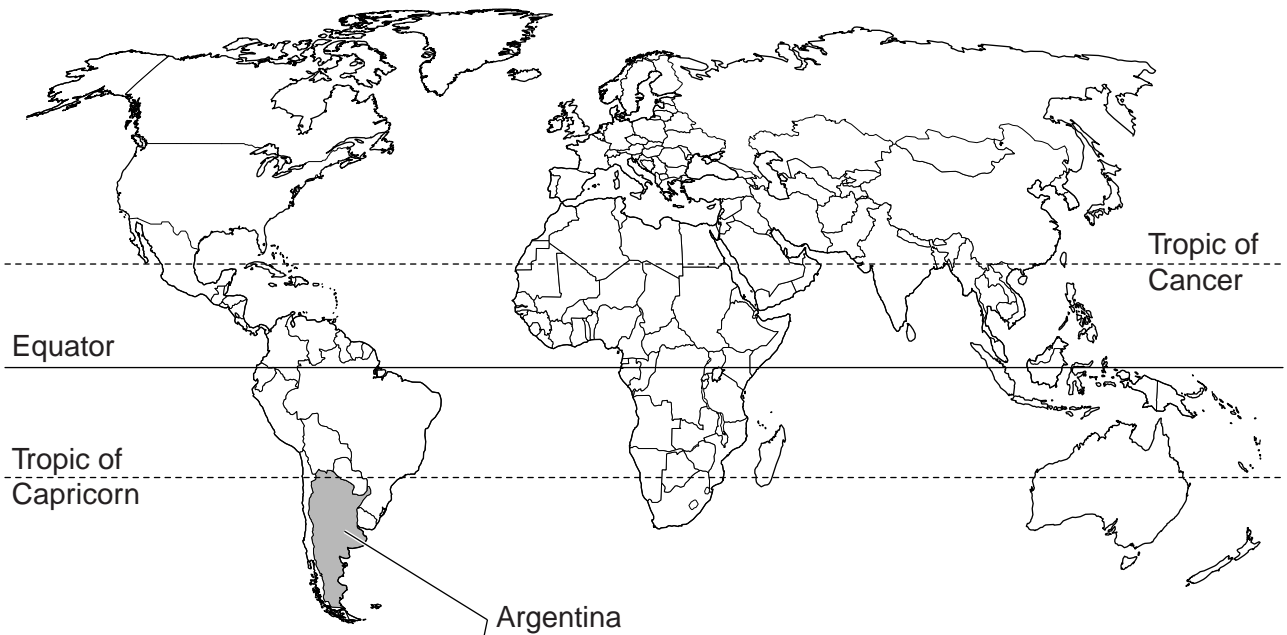 Tropic of
Cancer
Equator
Tropic of
Capricorn
Argentina